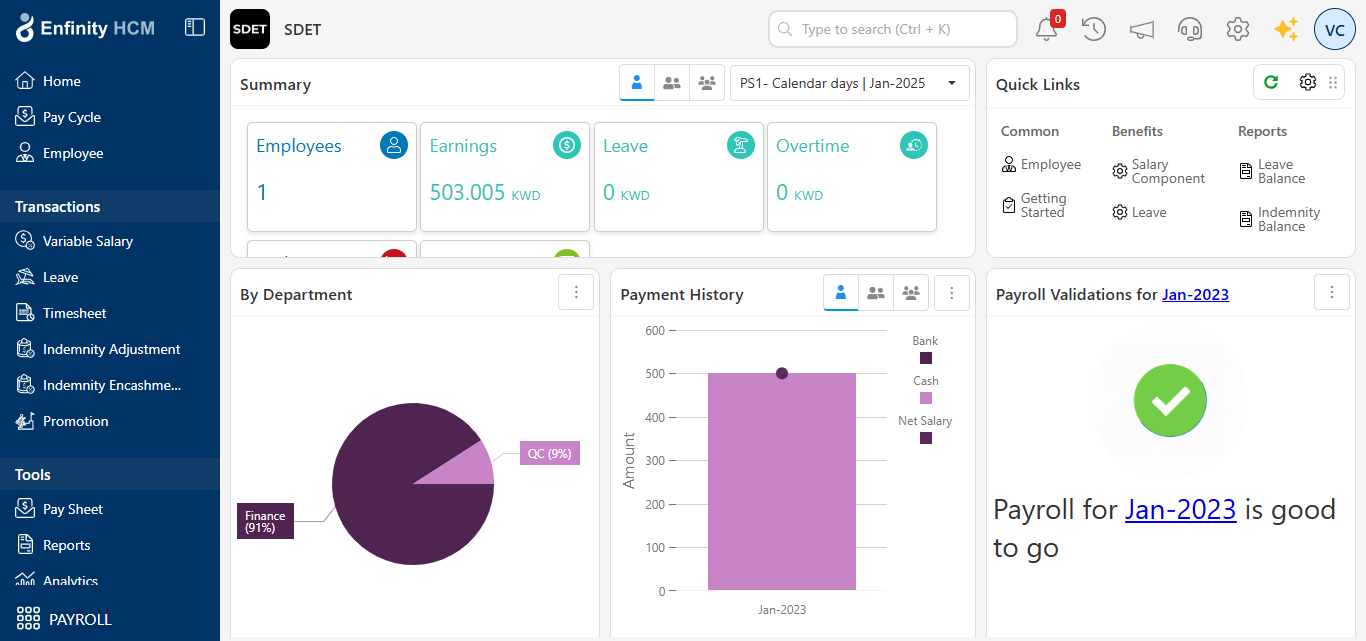 Enfinity HCM
Home
Pay Cycle
Employee
Transactions
Variable Salary
Leave
Timesheet
Indemnity Adjustment
Indemnity Encashme...
Promotion
Tools
Pay Sheet
Reports
Analytics
PAYROLL
SDET
SDET
Type to search (Ctrl + K)
0
VC
Summary
PS1- Calendar days | Jan-2025
Employees
1
Earnings
503.005 KWD
Leave
0 KWD
Overtime
0 KWD
Quick Links
Common
Employee
Getting
Started
Benefits
Salary
Component
Leave
Reports
Leave
Balance
Indemnity
Balance
By Department
QC (9%)
Finance
(91%)
Payment History
600
500
400
300
200
100
0
Amount
Jan-2023
Bank
Cash
Net Salary
Payroll Validations for Jan-2023
Payroll for Jan-2023 is good
to go